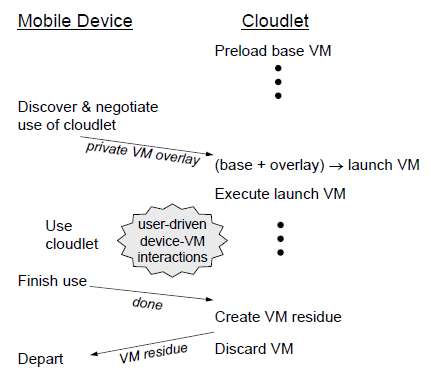 Mobile Device
Cloudlet
Preload base VM
Discover & negotiate
use of cloudlet
private VM overlay
(base + overlay) → launch VM
Execute launch VM
Use
cloudlet
user-driven
device-VM
interactions
Finish use
done
Create VM residue
Discard VM
VM residue
Depart